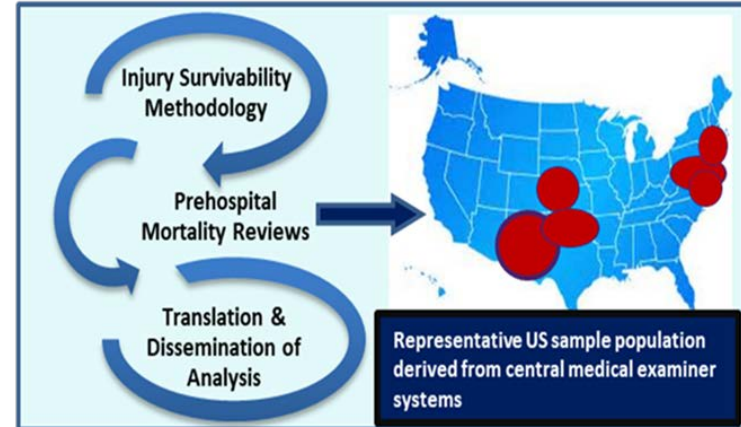 Injury Survivability
Methodology
Prehospital
Mortality Reviews
Translation &
Dissemination of
Analysis
Representative US sample population
derived from central medical examiner
systems